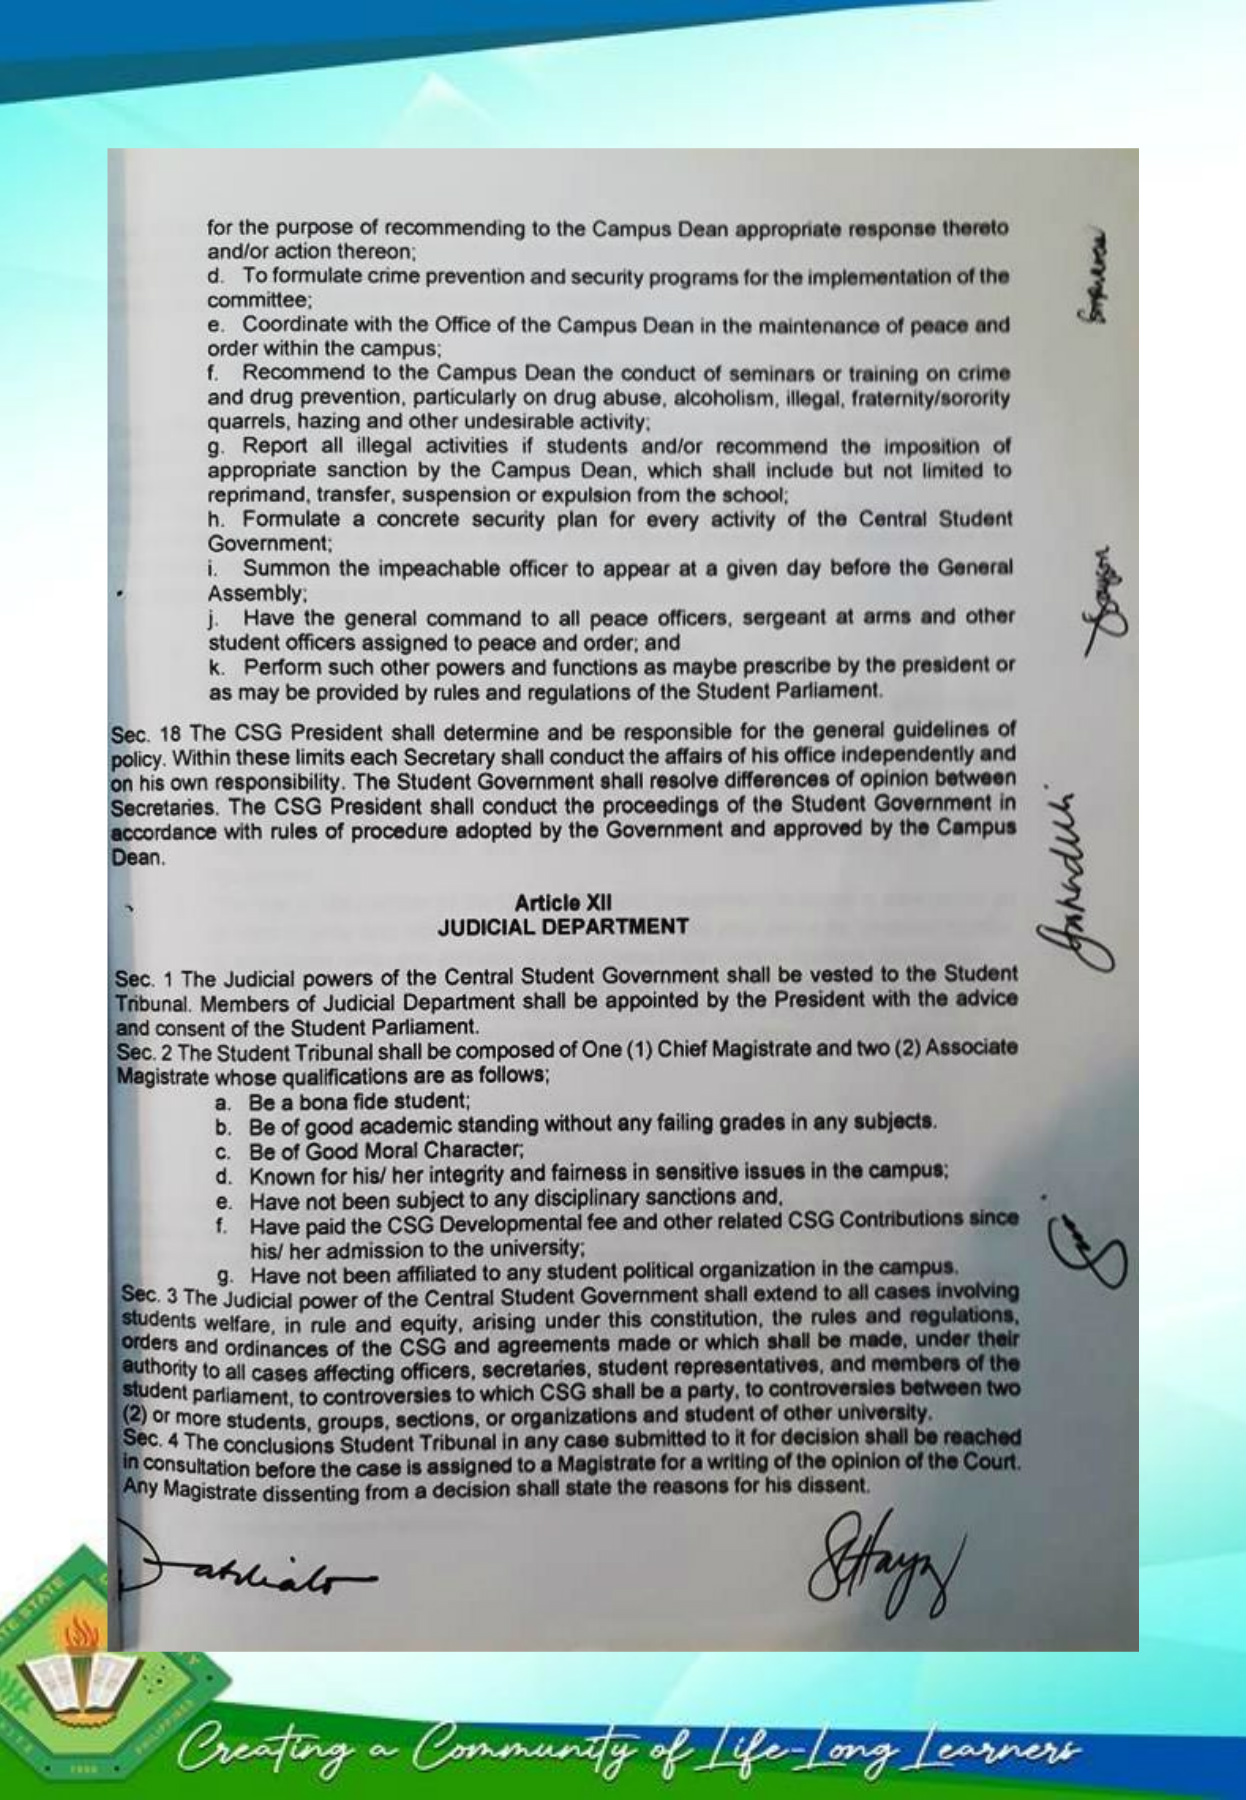 for the purpose of recommending to the Campus Dean appropriate response thereto
and/or action thereon;
d. To formulate crime prevention and security programs for the implementation of the
committee;
e. Coordinate with the Office of the Campus Dean in the maintenance of peace and
order within the campus;
f. Recommend to the Campus Dean the conduct of seminars or training on crime
and drug prevention, particularly on drug abuse, alcoholism, illegal, fraternity/sorority
quarrels, hazing and other undesirable activity;
g. Report all illegal activities if students and/or recommend the imposition of
appropriate sanction by the Campus Dean, which shall include but not limited to
reprimand, transfer, suspension or expulsion from the school;
h. Formulate a concrete security plan for every activity of the Central Student
Government;
i. Summon the impeachable officer to appear at a given day before the General
Assembly;
j. Have the general command to all peace officers, sergeant at arms and other
student officers assigned to peace and order; and
k. Perform such other powers and functions as maybe prescribe by the president or
as may be provided by rules and regulations of the Student Parliament.
Sec. 18 The CSG President shall determine and be responsible for the general guidelines of
policy. Within these limits each Secretary shall conduct the affairs of his office independently and
on his own responsibility. The Student Government shall resolve differences of opinion between
Secretaries. The CSG President shall conduct the proceedings of the Student Government in
accordance with rules of procedure adopted by the Government and approved by the Campus
Dean.
Article XII
JUDICIAL DEPARTMENT
Sec. 1 The Judicial powers of the Central Student Government shall be vested to the Student
Tribunal. Members of Judicial Department shall be appointed by the President with the advice
and consent of the Student Parliament.
Sec. 2 The Student Tribunal shall be composed of One (1) Chief Magistrate and two (2) Associate
Magistrate whose qualifications are as follows;
a. Be a bona fide student;
b. Be of good academic standing without any failing grades in any subjects.
c. Be of Good Moral Character;
d. Known for his/ her integrity and fairness in sensitive issues in the campus;
e. Have not been subject to any disciplinary sanctions and,
f. Have paid the CSG Developmental fee and other related CSG Contributions since
his/ her admission to the university;
g. Have not been affiliated to any student political organization in the campus.
Sec. 3 The Judicial power of the Central Student Government shall extend to all cases involving
students welfare, in rule and equity, arising under this constitution, the rules and regulations,
orders and ordinances of the CSG and agreements made or which shall be made, under their
authority to all cases affecting officers, secretaries, student representatives, and members of the
student parliament, to controversies to which CSG shall be a party, to controversies between two
(2) or more students, groups, sections, or organizations and student of other university.
Sec. 4 The conclusions Student Tribunal in any case submitted to it for decision shall be reached
in consultation before the case is assigned to a Magistrate for a writing of the opinion of the Court.
Any Magistrate dissenting from a decision shall state the reasons for his dissent.
STATE
PHILIPPINES
Creating a Community of Life-Long Learners